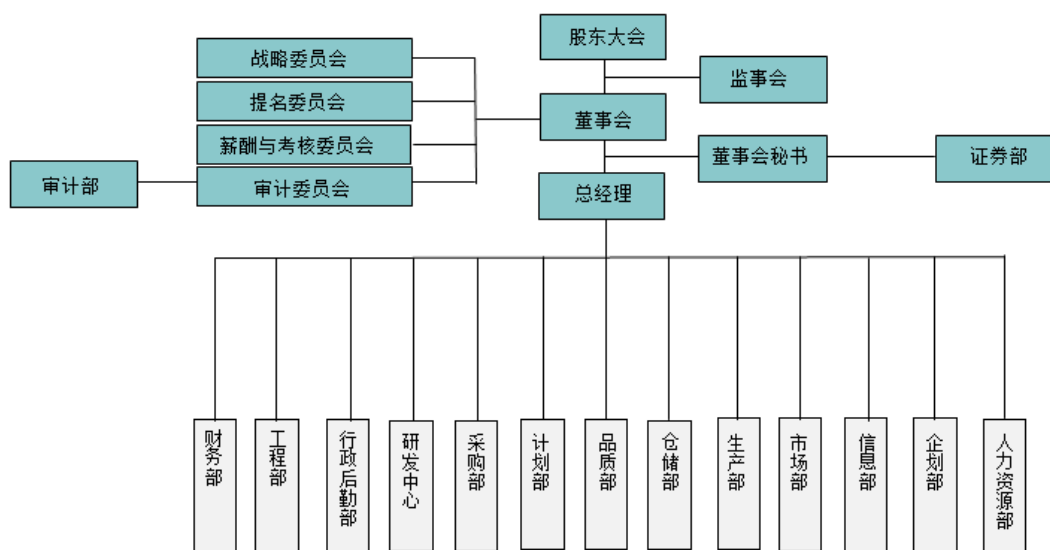 股东大会
战略委员会
监事会
提名委员会
董事会
薪酬与考核委员会
董事会秘书
证券部
审计部
审计委员会
总经理
财务部
工程部
行政后勤部
研发中心
采购部
计划部
品质部
仓储部
生产部
市场部
信息部
企划部
人力资源部